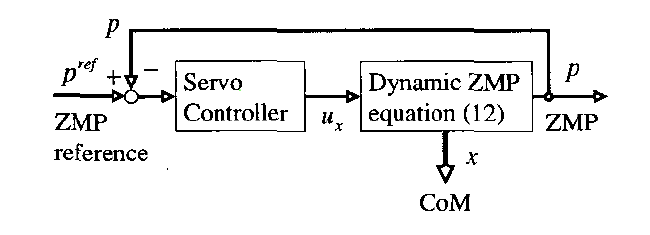 p
p^ref + −
Servo
Controller
u_x
Dynamic ZMP
equation (12)
p
ZMP
ZMP
reference
x
CoM